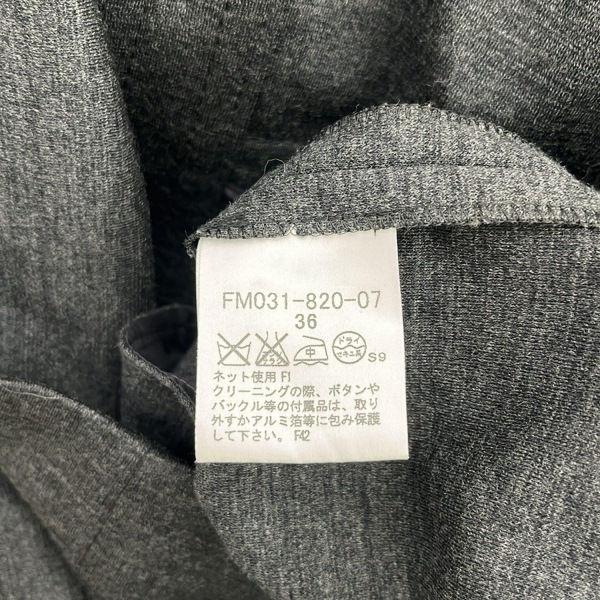 FM031-820-07
36
中 ドライ セキユ系 S9
ネット使用 F1
クリーニングの際、ボタンや
バックル等の付属品は、取り
外すかアルミ箔等に包み保護
して下さい。 F42